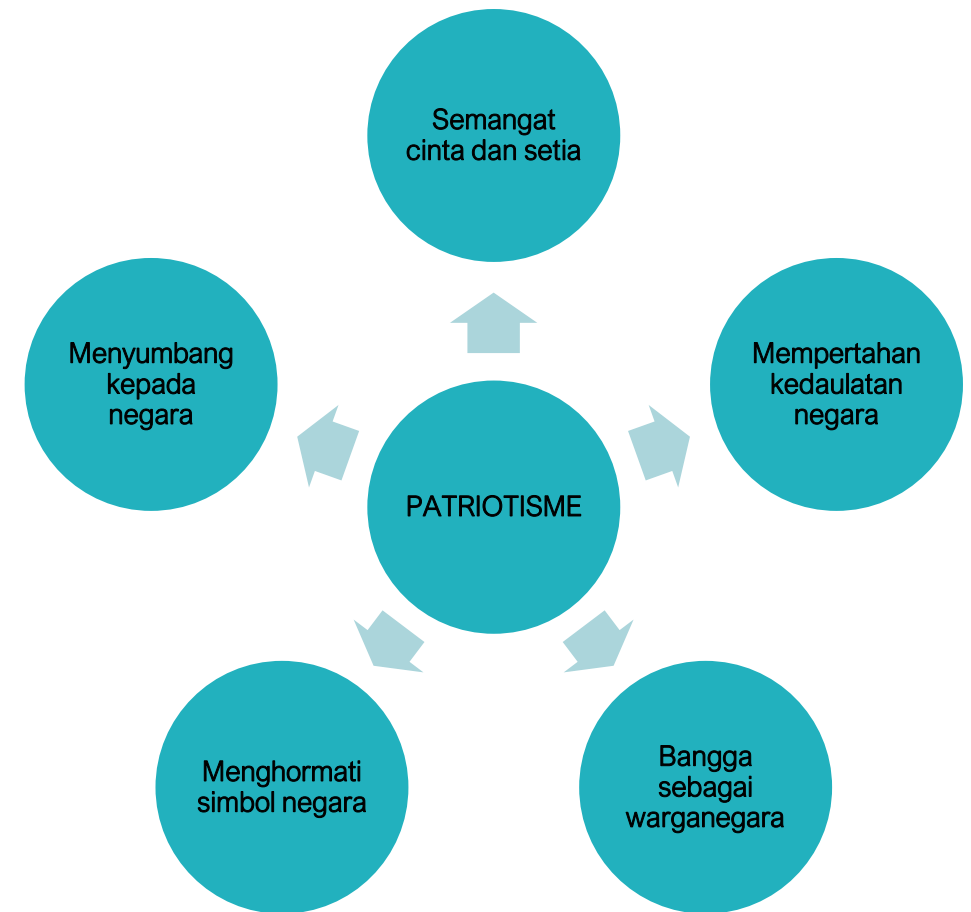 Semangat
cinta dan setia
Menyumbang
kepada
negara
Mempertahan
kedaulatan
negara
PATRIOTISME
Menghormati
simbol negara
Bangga
sebagai
warganegara